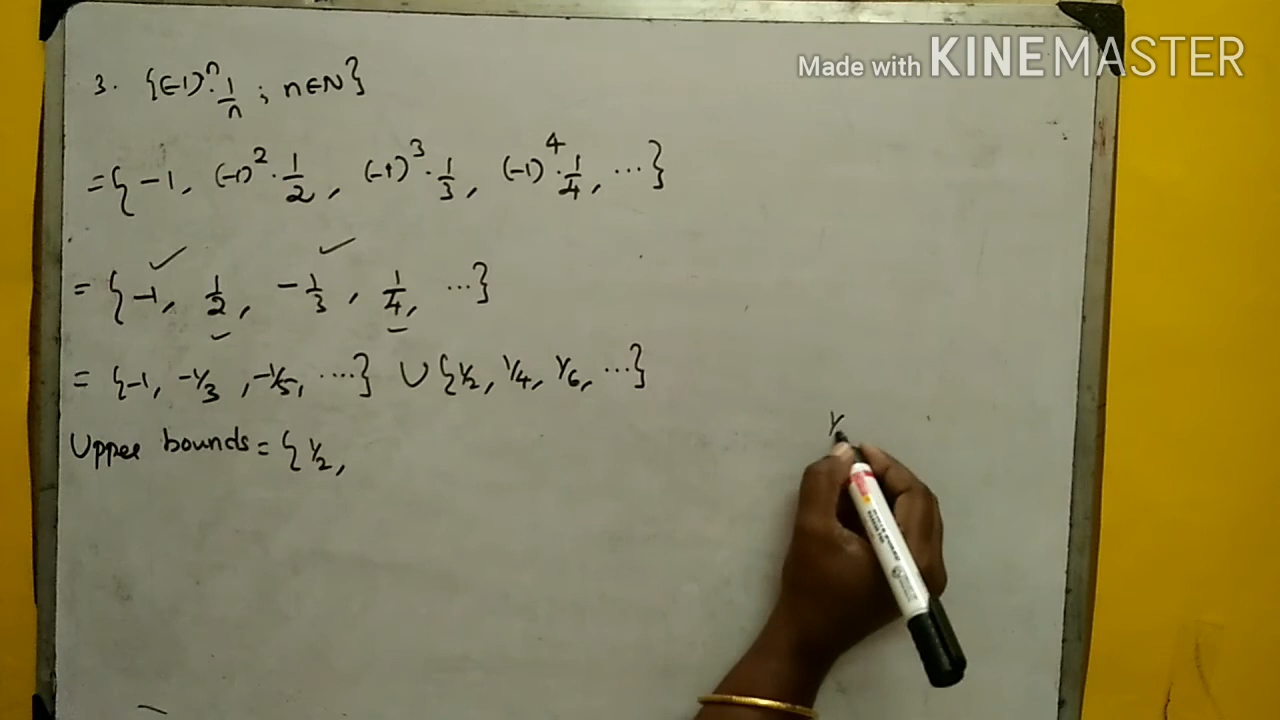 Made with KINEMASTER
3. {(-1)ⁿ · 1/n ; n∈N}
= {-1, (-1)² · 1/2, (-1)³ · 1/3, (-1)⁴ · 1/4, ...}
= {-1, 1/2, -1/3, 1/4, ...}
= {-1, -1/3, -1/5, ....} ∪ {1/2, 1/4, 1/6, ...}
Upper bounds = {1/2,